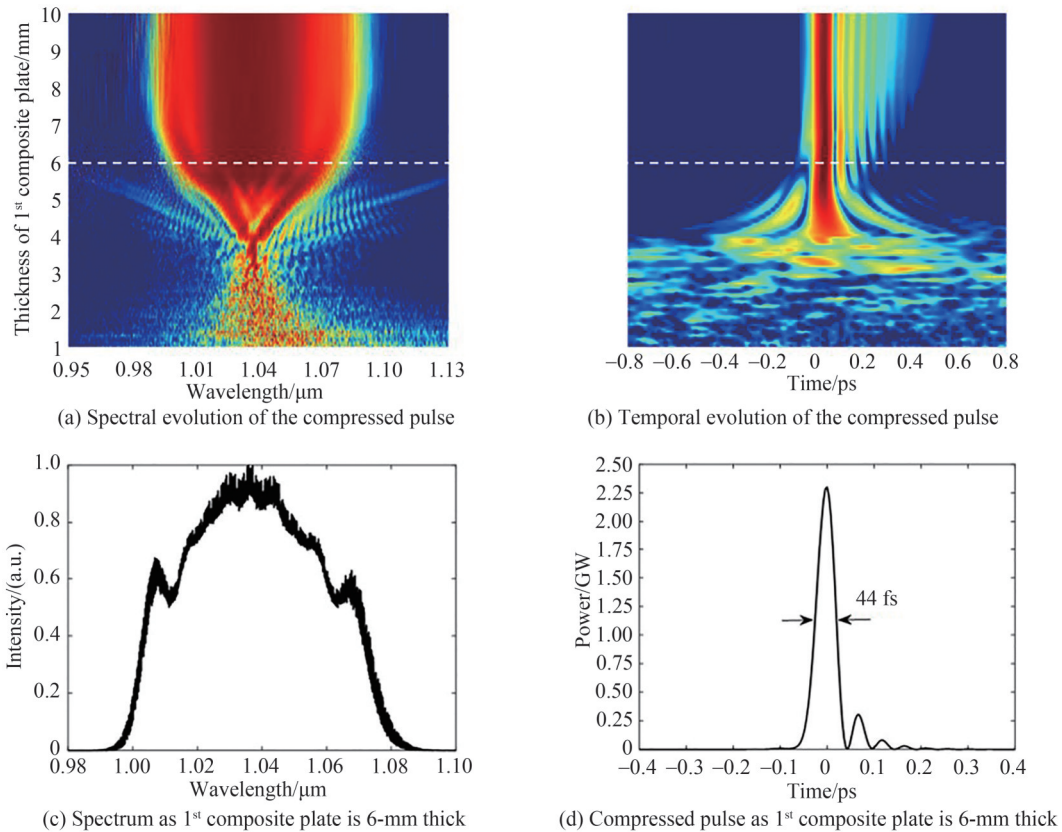 Thickness of 1st composite plate/mm
10
9
8
7
6
5
4
3
2
1
0.95 0.98 1.01 1.04 1.07 1.10 1.13
Wavelength/μm
(a) Spectral evolution of the compressed pulse
−0.8 −0.4 −0.2 0 0.2 0.4 0.6 0.8
Time/ps
(b) Temporal evolution of the compressed pulse
Intensity/(a.u.)
1.0
0.8
0.6
0.4
0.2
0
0.98 1.00 1.02 1.04 1.06 1.08 1.10
Wavelength/μm
(c) Spectrum as 1st composite plate is 6-mm thick
Power/GW
2.50
2.25
2.00
1.75
1.50
1.25
1.00
0.75
0.50
0.25
0
44 fs
−0.4 −0.3 −0.2 −0.1 0 0.1 0.2 0.3 0.4
Time/ps
(d) Compressed pulse as 1st composite plate is 6-mm thick